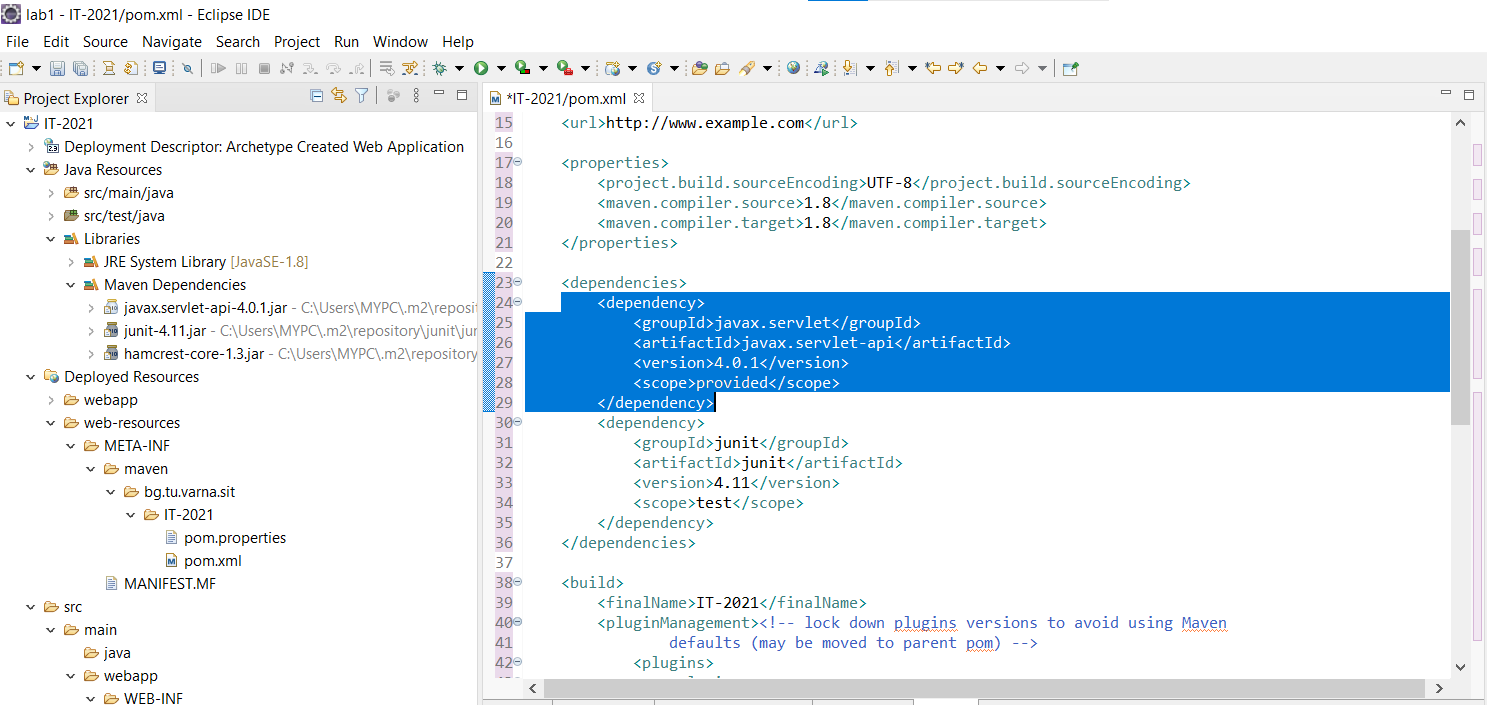 lab1 - IT-2021/pom.xml - Eclipse IDE
File Edit Source Navigate Search Project Run Window Help
Project Explorer
IT-2021
Deployment Descriptor: Archetype Created Web Application
Java Resources
src/main/java
src/test/java
Libraries
JRE System Library [JavaSE-1.8]
Maven Dependencies
javax.servlet-api-4.0.1.jar - C:\Users\MYPC\.m2\reposi
junit-4.11.jar - C:\Users\MYPC\.m2\repository\junit\jur
hamcrest-core-1.3.jar - C:\Users\MYPC\.m2\repository
Deployed Resources
webapp
web-resources
META-INF
maven
bg.tu.varna.sit
IT-2021
pom.properties
pom.xml
MANIFEST.MF
src
main
java
webapp
WEB-INF
*IT-2021/pom.xml
15 <url>http://www.example.com</url>
16
17 <properties>
18 <project.build.sourceEncoding>UTF-8</project.build.sourceEncoding>
19 <maven.compiler.source>1.8</maven.compiler.source>
20 <maven.compiler.target>1.8</maven.compiler.target>
21 </properties>
22
23 <dependencies>
24 <dependency>
25 <groupId>javax.servlet</groupId>
26 <artifactId>javax.servlet-api</artifactId>
27 <version>4.0.1</version>
28 <scope>provided</scope>
29 </dependency>
30 <dependency>
31 <groupId>junit</groupId>
32 <artifactId>junit</artifactId>
33 <version>4.11</version>
34 <scope>test</scope>
35 </dependency>
36 </dependencies>
37
38 <build>
39 <finalName>IT-2021</finalName>
40 <pluginManagement><!-- lock down plugins versions to avoid using Maven
41 defaults (may be moved to parent pom) -->
42 <plugins>